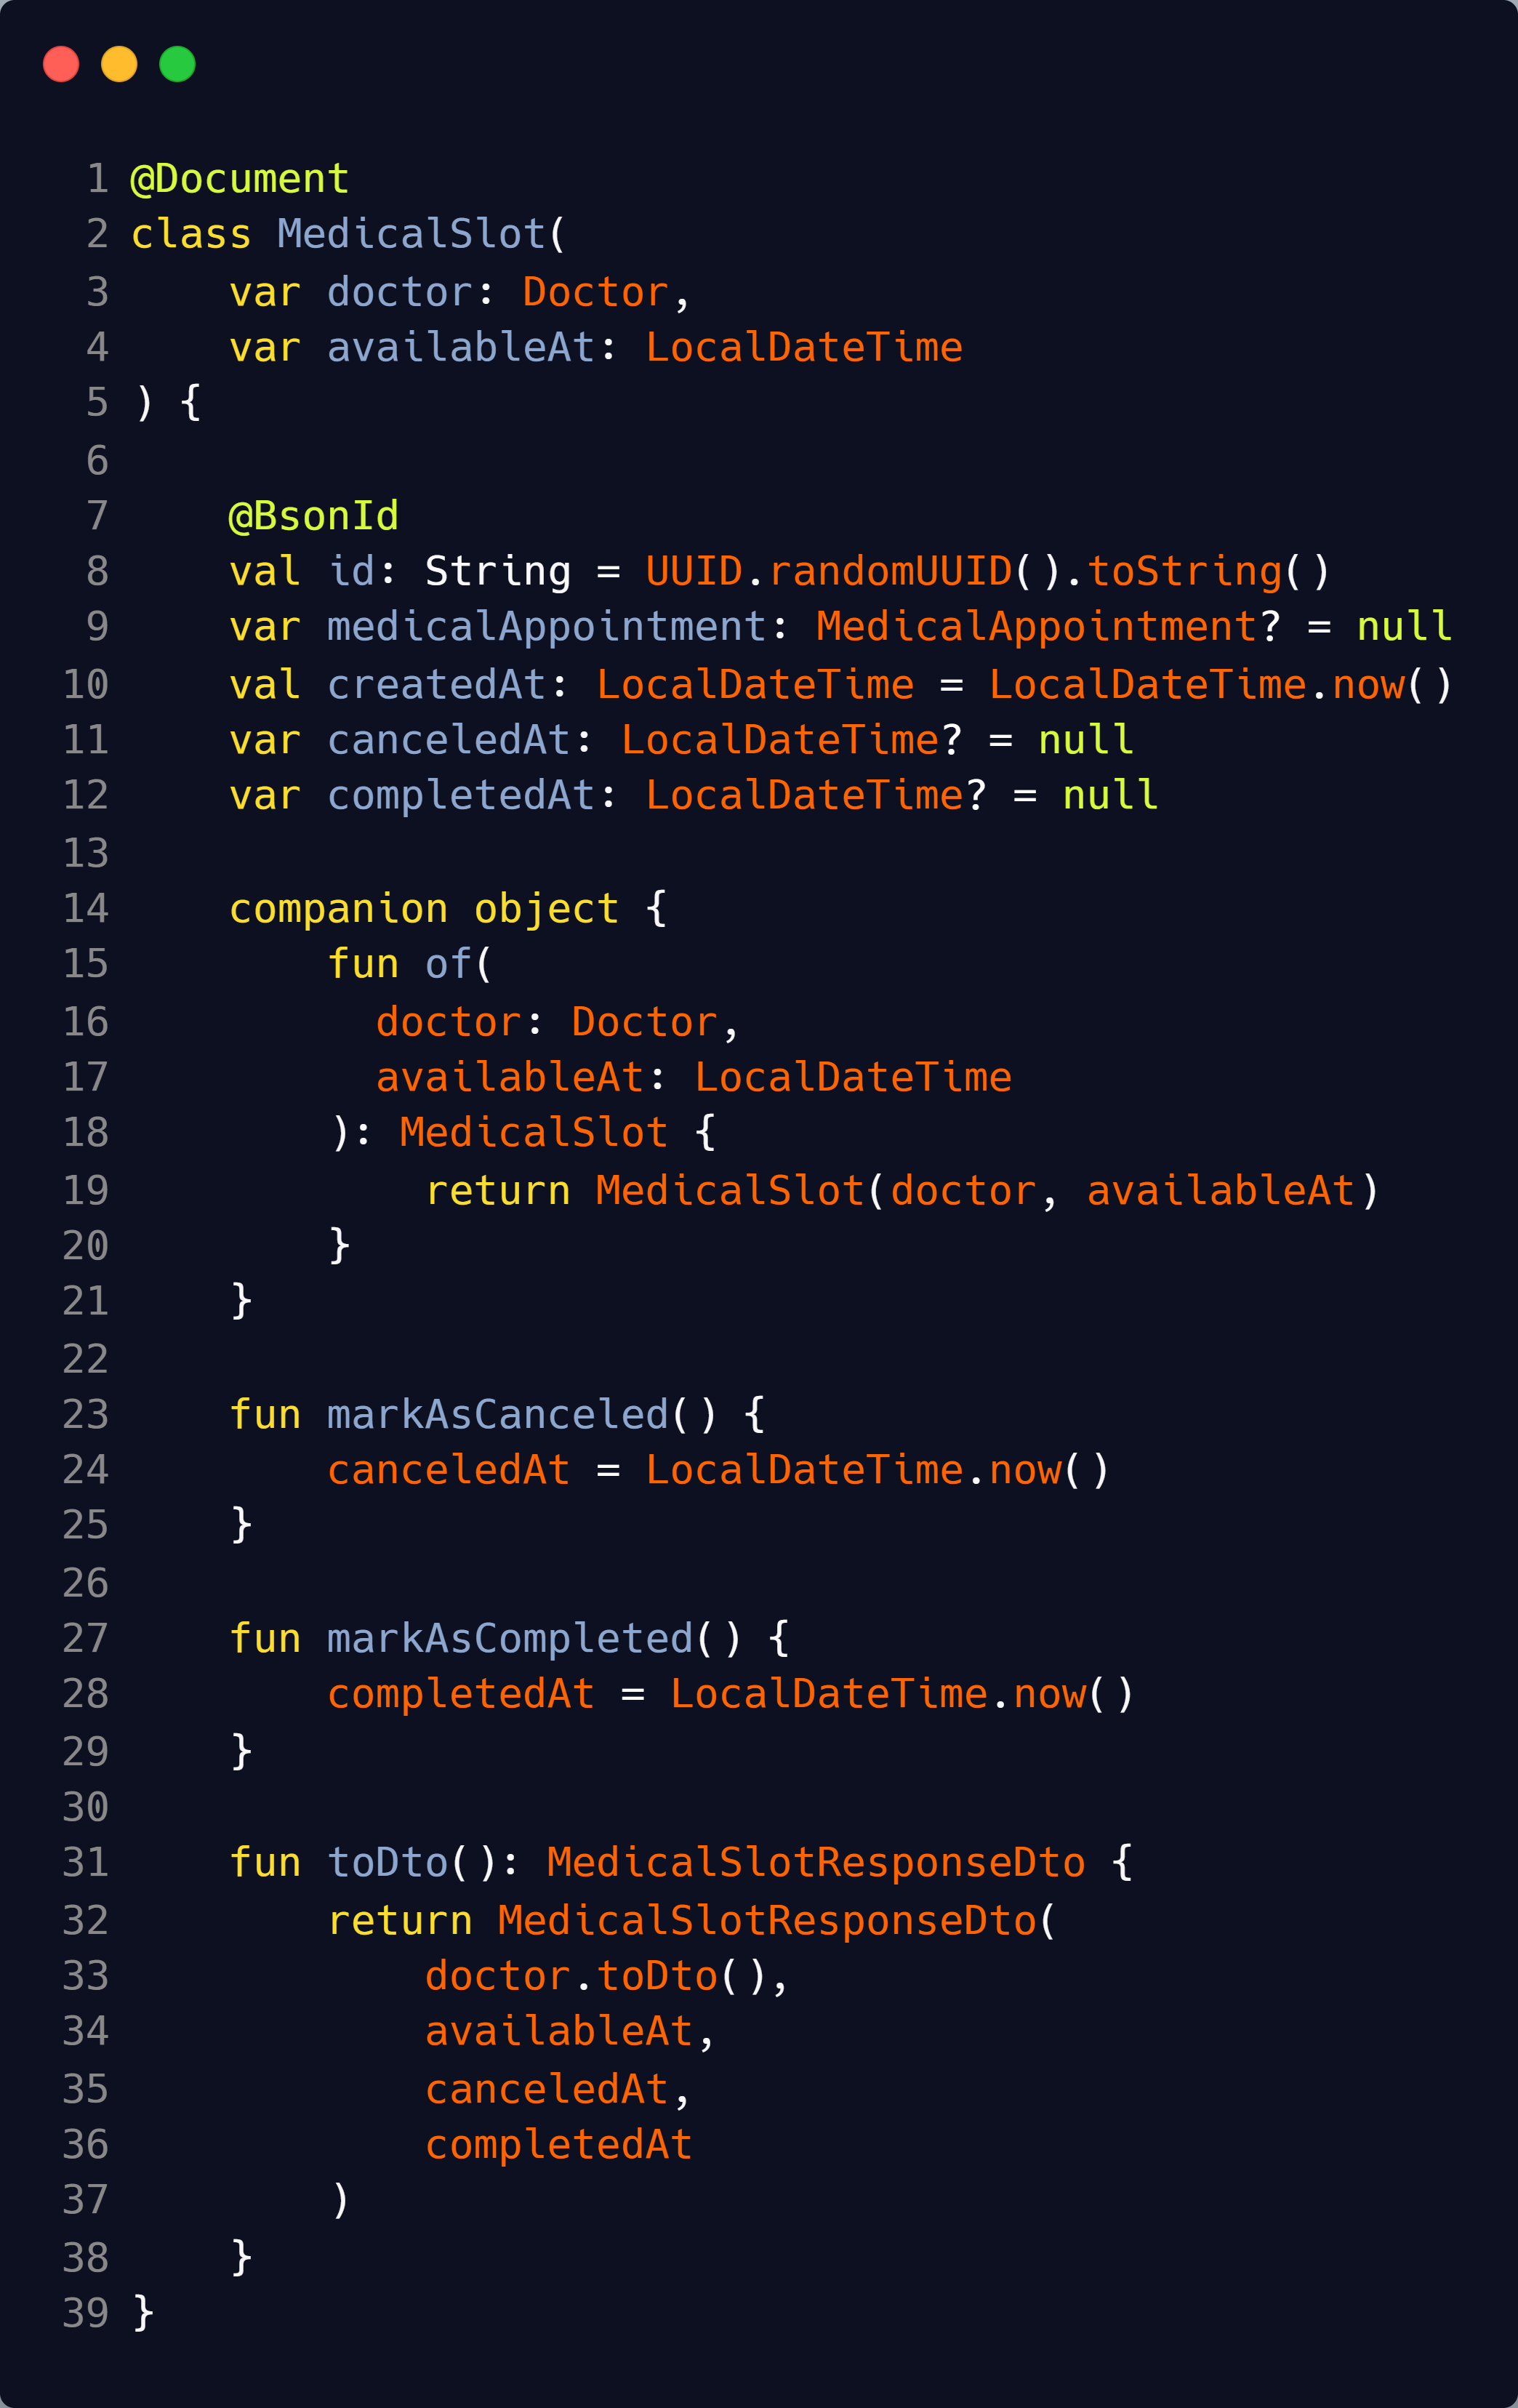 1 @Document
2 class MedicalSlot(
3     var doctor: Doctor,
4     var availableAt: LocalDateTime
5 ) {
6
7     @BsonId
8     val id: String = UUID.randomUUID().toString()
9     var medicalAppointment: MedicalAppointment? = null
10     val createdAt: LocalDateTime = LocalDateTime.now()
11     var canceledAt: LocalDateTime? = null
12     var completedAt: LocalDateTime? = null
13
14     companion object {
15         fun of(
16           doctor: Doctor,
17           availableAt: LocalDateTime
18         ): MedicalSlot {
19             return MedicalSlot(doctor, availableAt)
20         }
21     }
22
23     fun markAsCanceled() {
24         canceledAt = LocalDateTime.now()
25     }
26
27     fun markAsCompleted() {
28         completedAt = LocalDateTime.now()
29     }
30
31     fun toDto(): MedicalSlotResponseDto {
32         return MedicalSlotResponseDto(
33             doctor.toDto(),
34             availableAt,
35             canceledAt,
36             completedAt
37         )
38     }
39 }